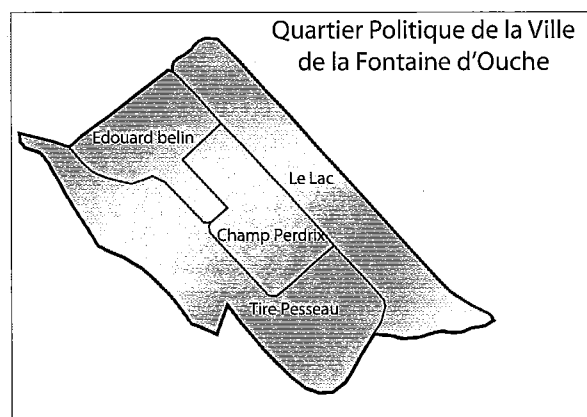 Quartier Politique de la Ville
de la Fontaine d'Ouche
Edouard belin
Le Lac
Champ Perdrix
Tire Pesseau